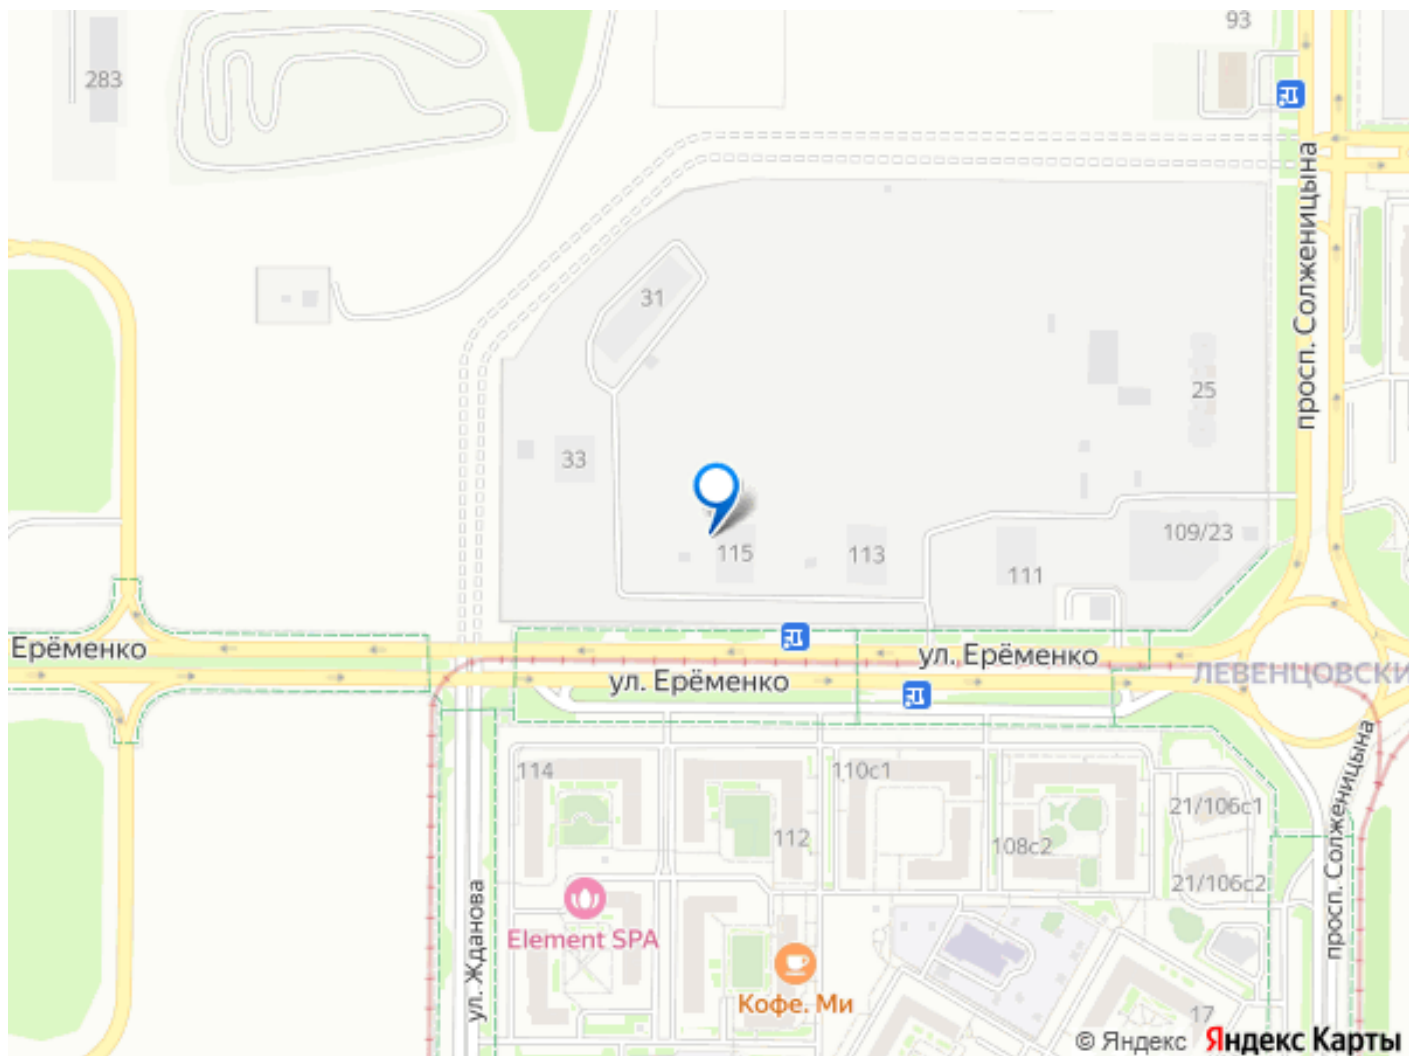 93
283
просп. Солженицына
31
25
33
115
113
111
109/23
Ерёменко
ул. Ерёменко
ул. Ерёменко
ЛЕВЕНЦОВСКИ
114
110с1
112
108с2
21/106с1
21/106с2
просп. Солженицына
ул. Жданова
Element SPA
Кофе. Ми
17
© Яндекс Яндекс Карты